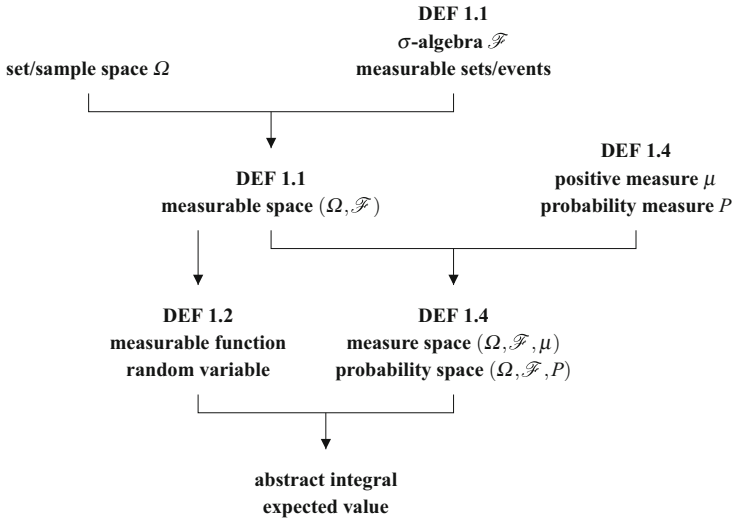 DEF 1.1
σ-algebra ℱ
set/sample space Ω
measurable sets/events
DEF 1.4
DEF 1.1
positive measure μ
measurable space (Ω,ℱ)
probability measure P
DEF 1.2
DEF 1.4
measurable function
measure space (Ω,ℱ,μ)
random variable
probability space (Ω,ℱ,P)
abstract integral
expected value